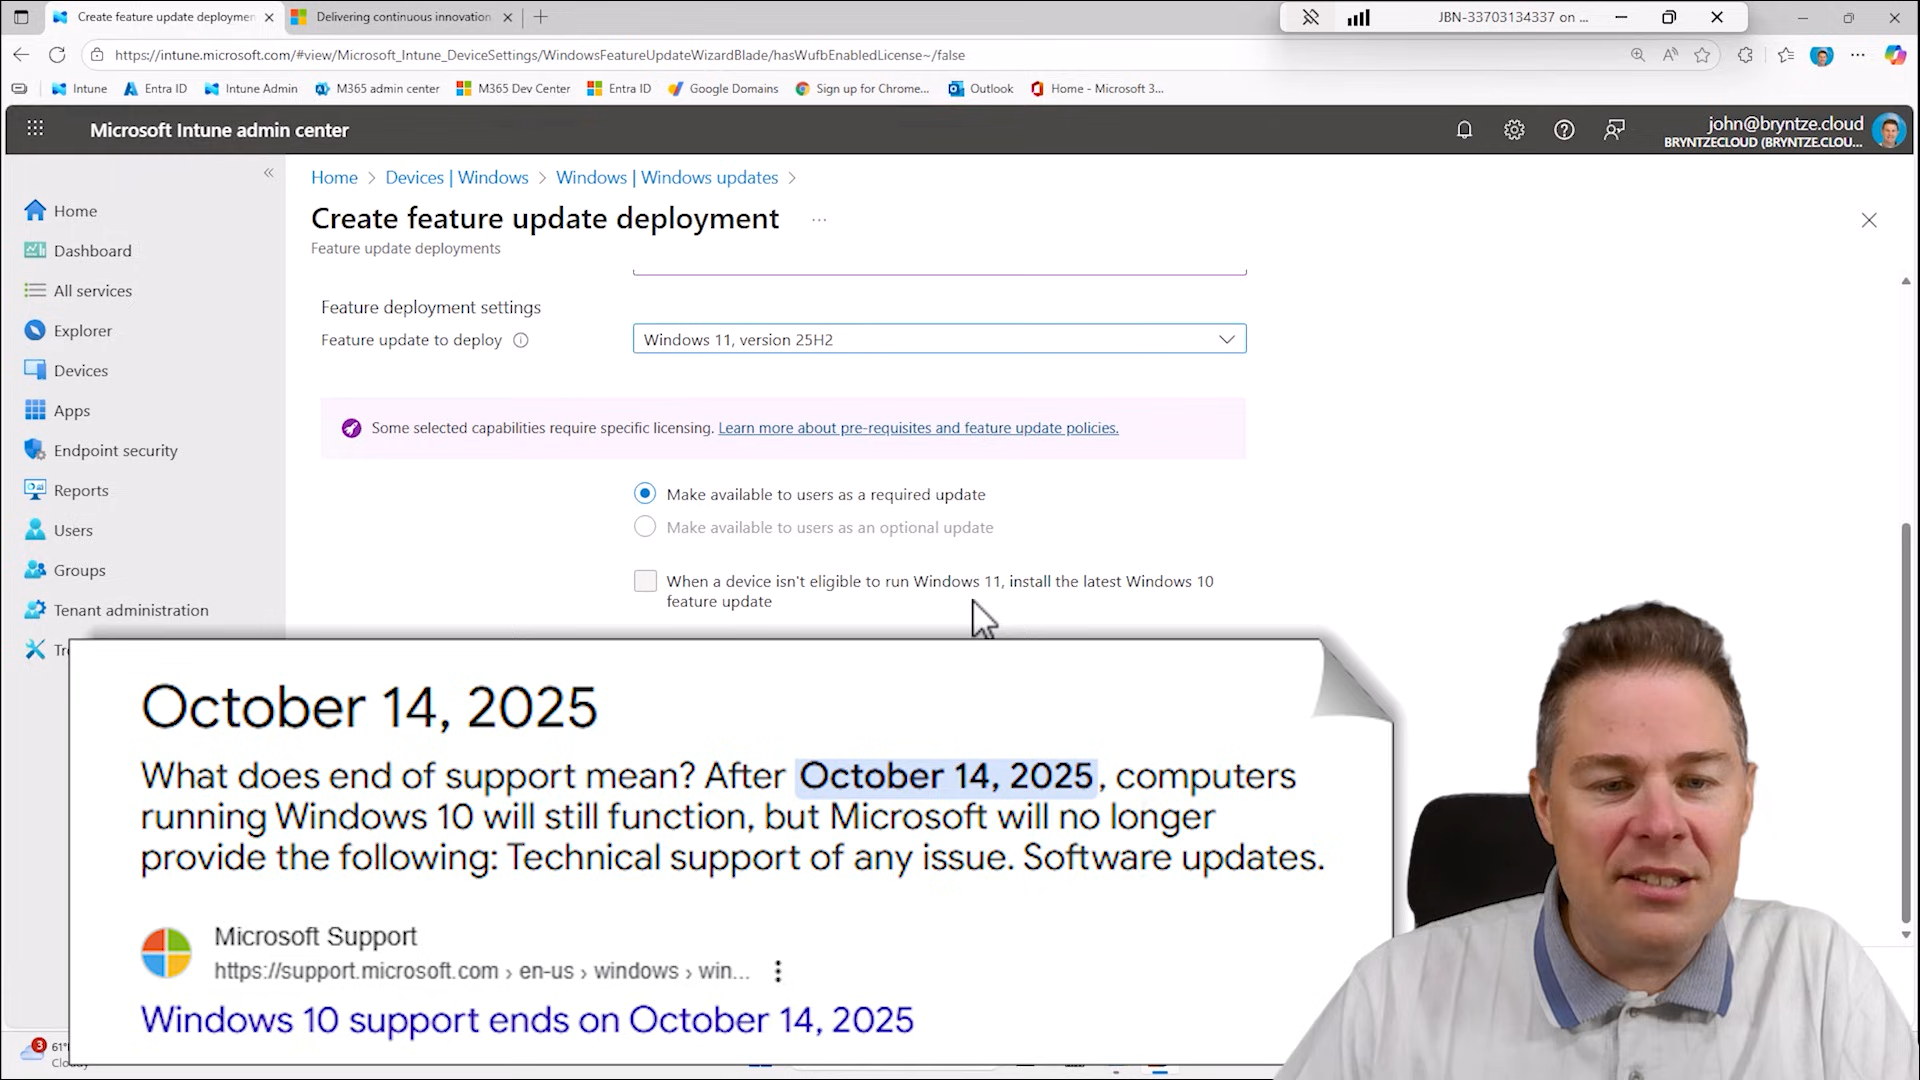 Create feature update deploymen
Delivering continuous innovation
JBN-33703134337 on ...
https://intune.microsoft.com/#view/Microsoft_Intune_DeviceSettings/WindowsFeatureUpdateWizardBlade/hasWufbEnabledLicense~/false
Intune
Entra ID
Intune Admin
M365 admin center
M365 Dev Center
Entra ID
Google Domains
Sign up for Chrome...
Outlook
Home - Microsoft 3...
Microsoft Intune admin center
john@bryntze.cloud
BRYNTZECLOUD (BRYNTZE.CLOU...
Home > Devices | Windows > Windows | Windows updates >
Create feature update deployment ...
Feature update deployments
Home
Dashboard
All services
Explorer
Devices
Apps
Endpoint security
Reports
Users
Groups
Tenant administration
Feature deployment settings
Feature update to deploy
Windows 11, version 25H2
Some selected capabilities require specific licensing. Learn more about pre-requisites and feature update policies.
Make available to users as a required update
Make available to users as an optional update
When a device isn't eligible to run Windows 11, install the latest Windows 10
feature update
October 14, 2025
What does end of support mean? After October 14, 2025, computers
running Windows 10 will still function, but Microsoft will no longer
provide the following: Technical support of any issue. Software updates.
Microsoft Support
https://support.microsoft.com › en-us › windows › win...
Windows 10 support ends on October 14, 2025
3
61°